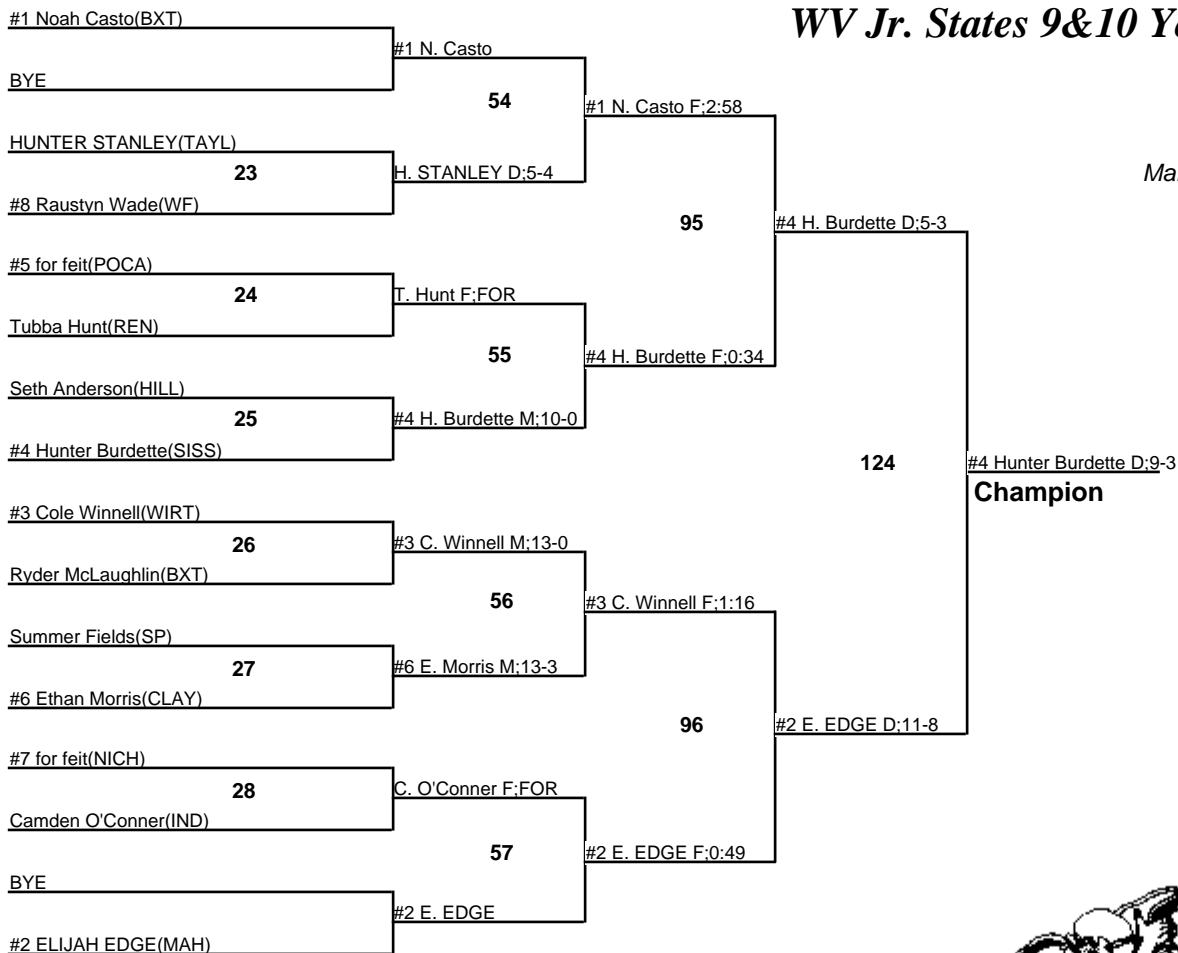 WV Jr. States 9&10 Ye
Ma
#1 Noah Casto(BXT)
BYE
#1 N. Casto
54
#1 N. Casto F;2:58
HUNTER STANLEY(TAYL)
23
#8 Raustyn Wade(WF)
H. STANLEY D;5-4
95
#4 H. Burdette D;5-3
#5 for feit(POCA)
24
Tubba Hunt(REN)
T. Hunt F;FOR
55
#4 H. Burdette F;0:34
Seth Anderson(HILL)
25
#4 Hunter Burdette(SISS)
#4 H. Burdette M;10-0
124
#4 Hunter Burdette D;9-3
Champion
#3 Cole Winnell(WIRT)
26
Ryder McLaughlin(BXT)
#3 C. Winnell M;13-0
56
#3 C. Winnell F;1:16
Summer Fields(SP)
27
#6 Ethan Morris(CLAY)
#6 E. Morris M;13-3
96
#2 E. EDGE D;11-8
#7 for feit(NICH)
28
Camden O'Conner(IND)
C. O'Conner F;FOR
57
#2 E. EDGE F;0:49
BYE
#2 ELIJAH EDGE(MAH)
#2 E. EDGE